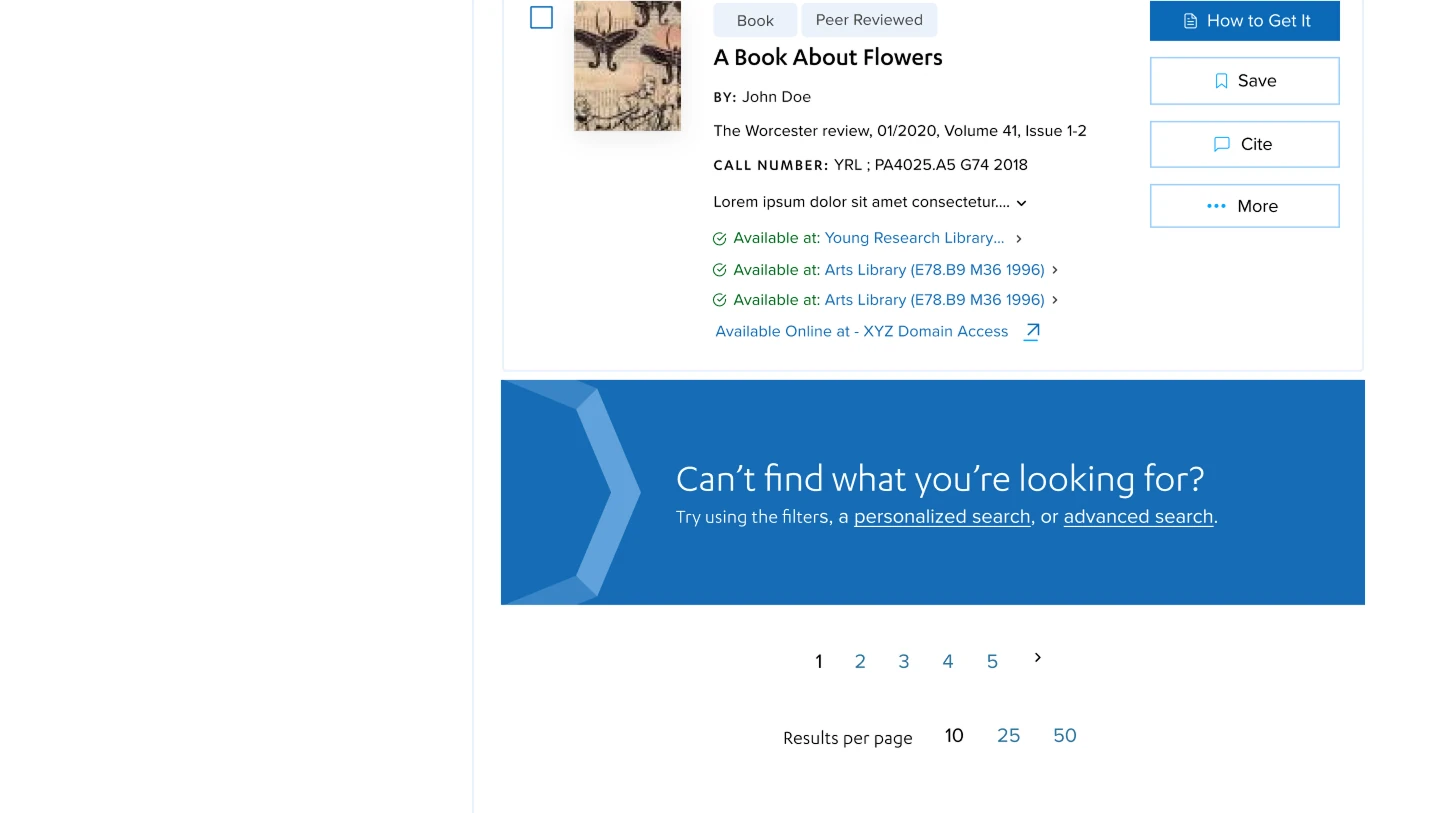 Book
Peer Reviewed
How to Get It
A Book About Flowers
Save
BY: John Doe
The Worcester review, 01/2020, Volume 41, Issue 1-2
Cite
CALL NUMBER: YRL ; PA4025.A5 G74 2018
Lorem ipsum dolor sit amet consectetur....
More
Available at: Young Research Library...
Available at: Arts Library (E78.B9 M36 1996)
Available at: Arts Library (E78.B9 M36 1996)
Available Online at - XYZ Domain Access
Can’t find what you’re looking for?
Try using the filters, a personalized search, or advanced search.
1 2 3 4 5
Results per page 10 25 50